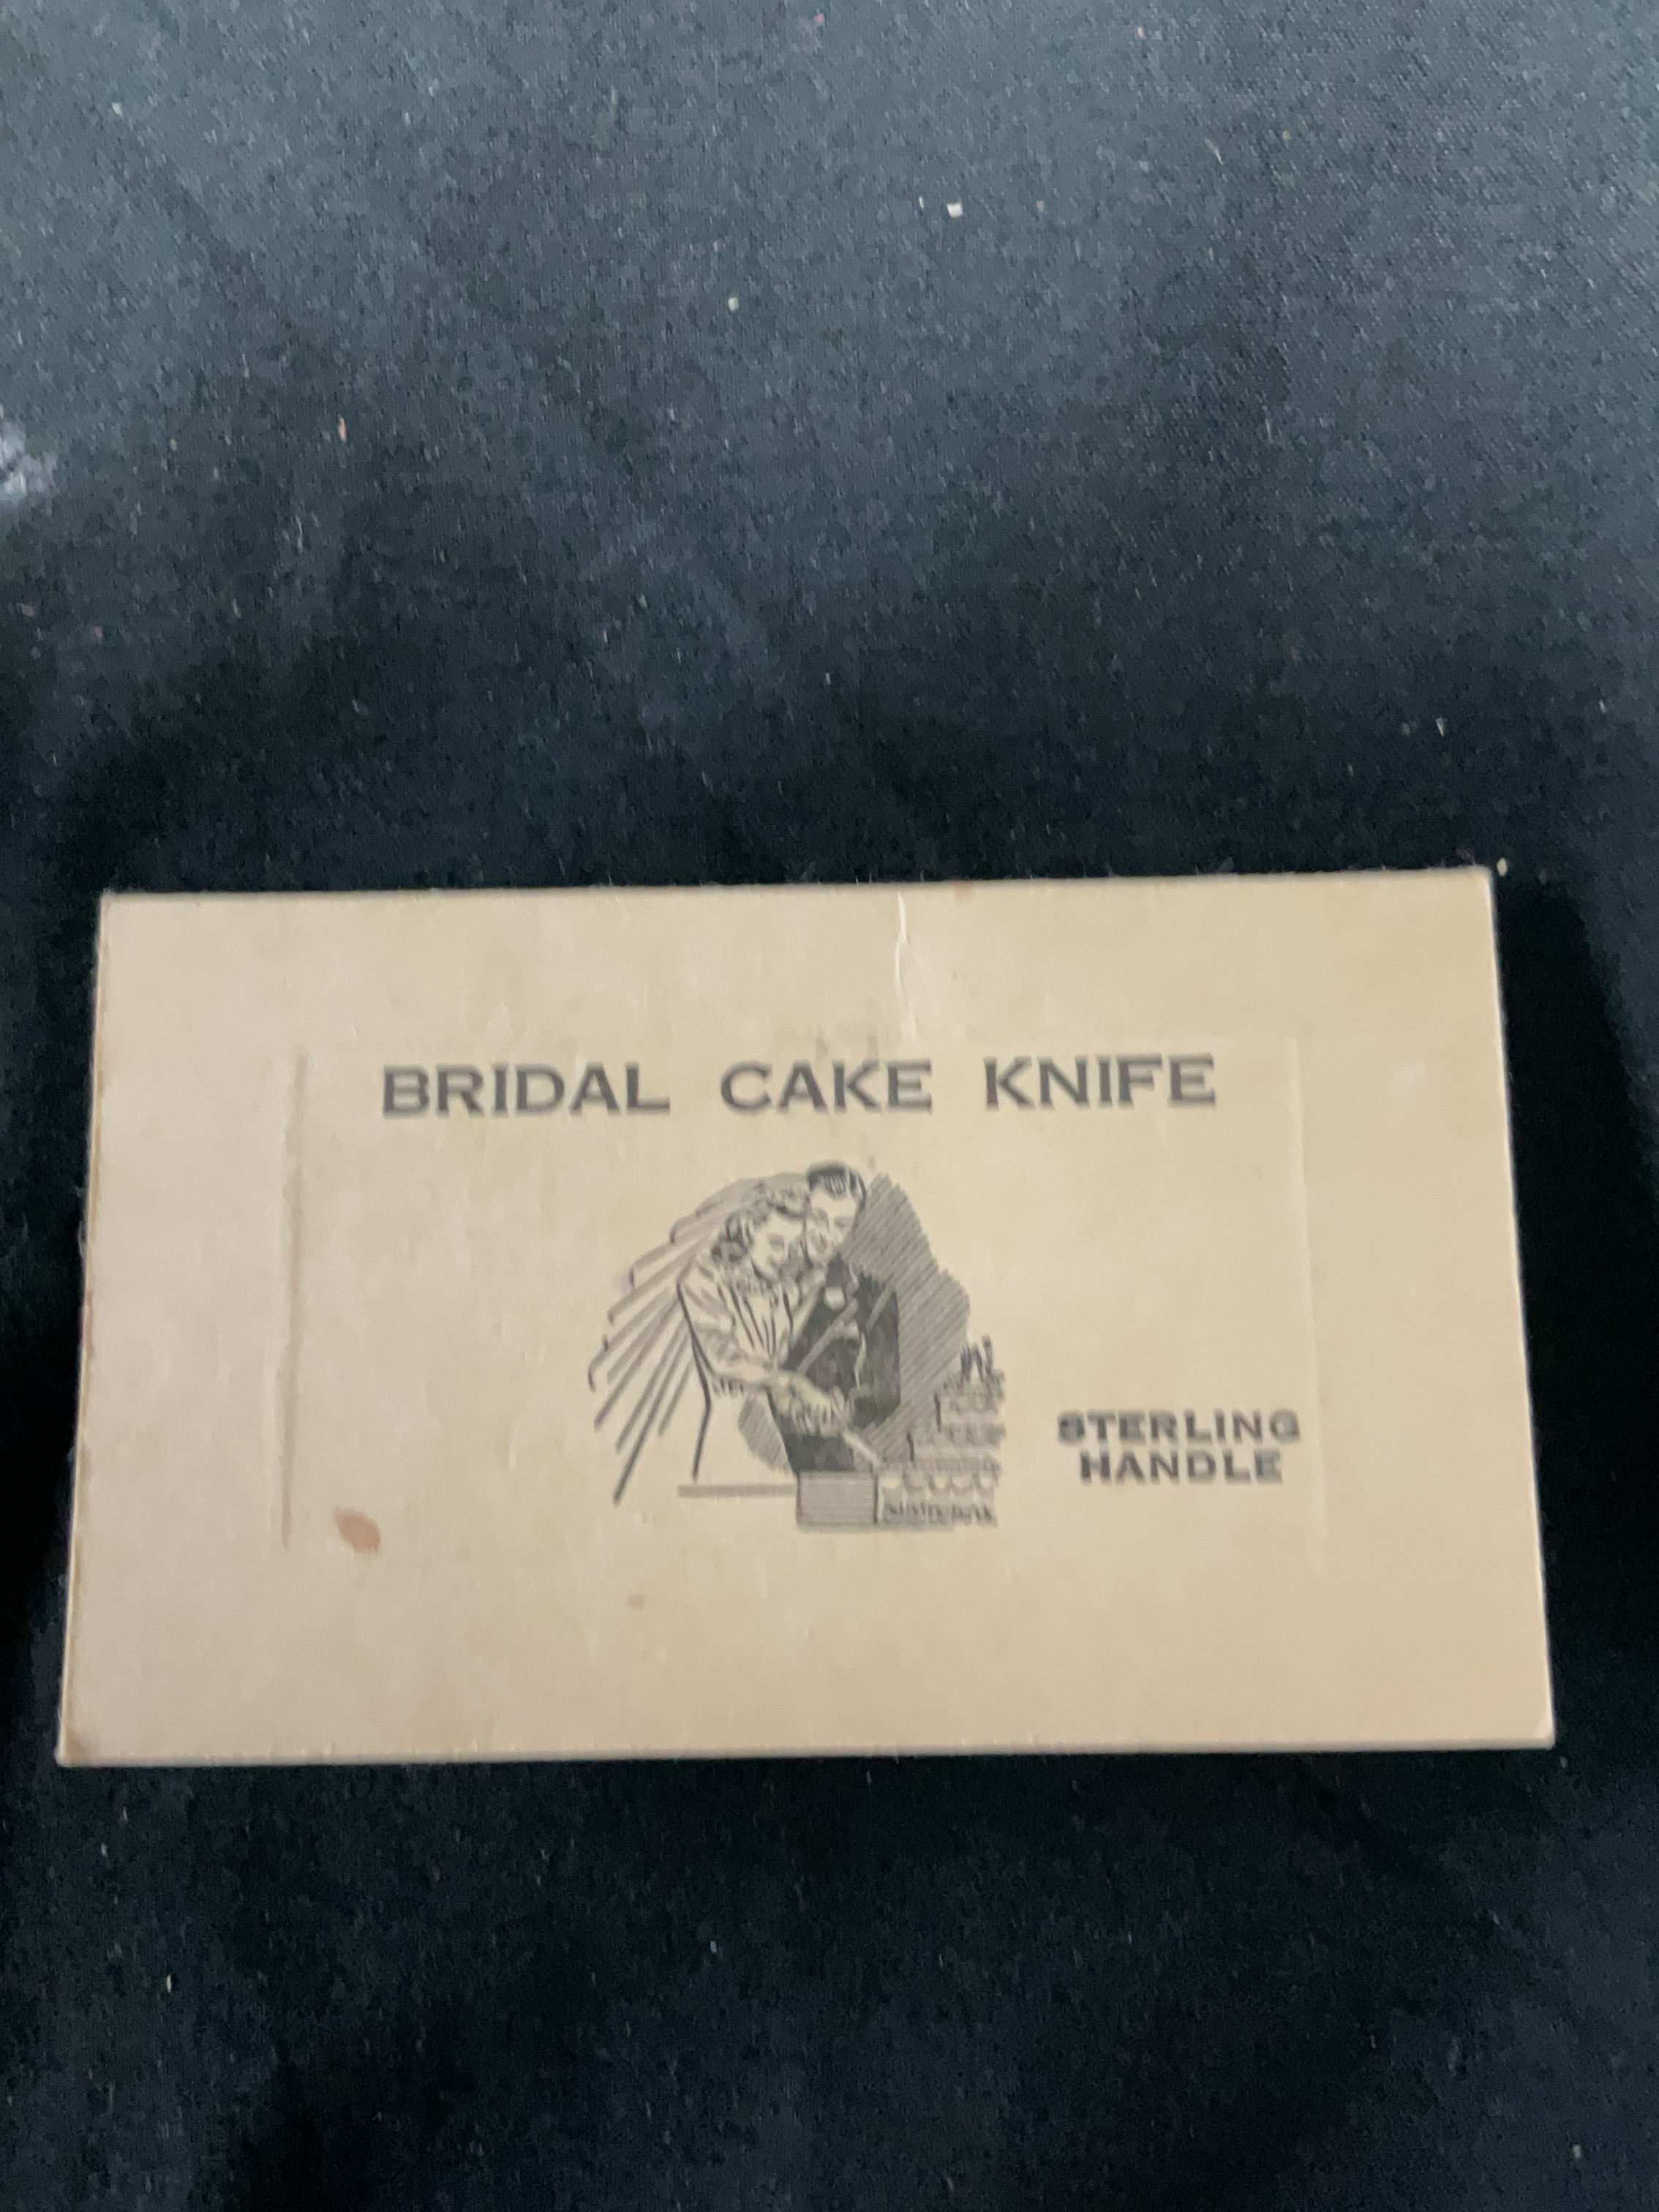 BRIDAL CAKE KNIFE
STERLING
HANDLE